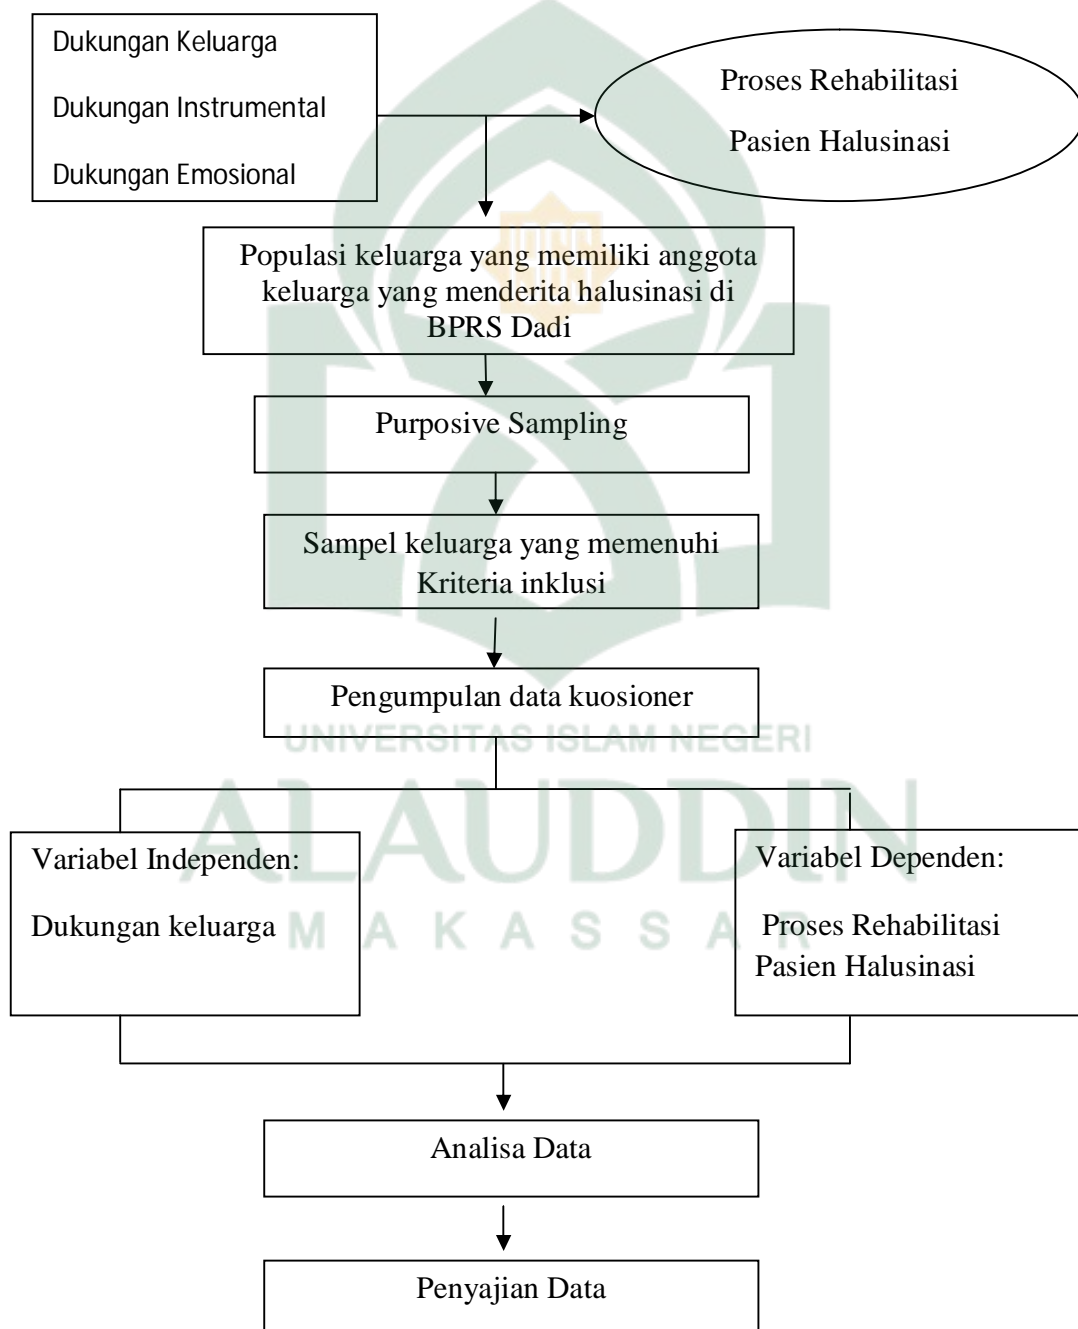 Dukungan Keluarga
Dukungan Instrumental
Dukungan Emosional
Proses Rehabilitasi
Pasien Halusinasi
Populasi keluarga yang memiliki anggota
keluarga yang menderita halusinasi di
BPRS Dadi
Purposive Sampling
Sampel keluarga yang memenuhi
Kriteria inklusi
Pengumpulan data kuosioner
UNIVERSITAS ISLAM NEGERI
ALAUDDIN
MAKASSAR
Variabel Independen:
Dukungan keluarga
Variabel Dependen:
Proses Rehabilitasi
Pasien Halusinasi
Analisa Data
Penyajian Data